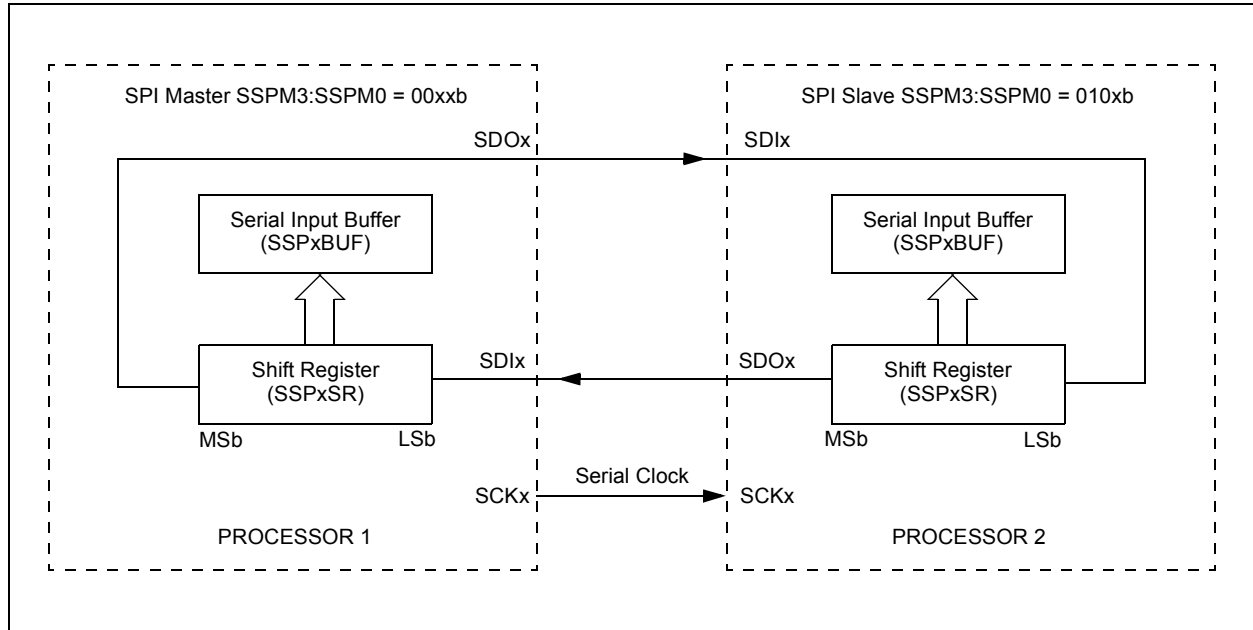 SPI Master SSPM3:SSPM0 = 00xxb
SPI Slave SSPM3:SSPM0 = 010xb
SDOx
SDIx
Serial Input Buffer
(SSPxBUF)
Serial Input Buffer
(SSPxBUF)
Shift Register
(SSPxSR)
MSb
LSb
SDIx
SDOx
Shift Register
(SSPxSR)
MSb
LSb
Serial Clock
SCKx
SCKx
PROCESSOR 1
PROCESSOR 2